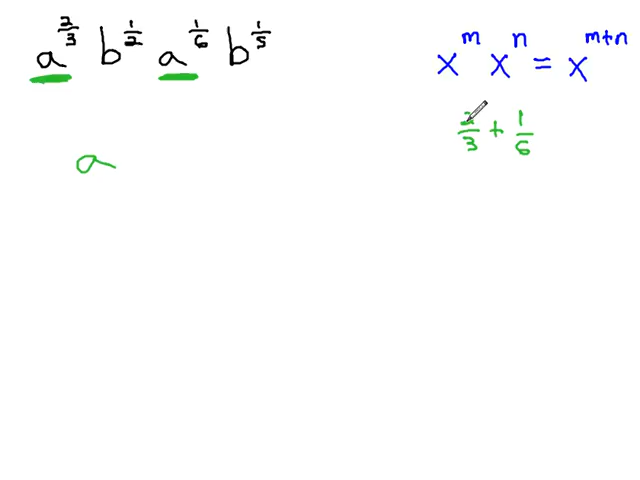 a^{2/3} b^{1/2} a^{1/6} b^{1/5}
x^m x^n = x^{m+n}
2/3 + 1/6
a